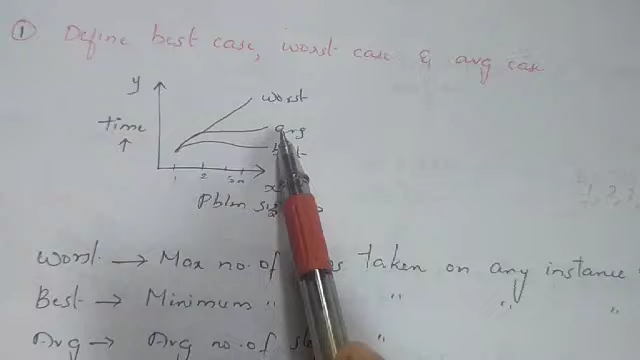 ① Define best case, worst case & avg case
y
worst
time
avg
1 2
Pblm
Worst → Max no. of taken on any instance
Best → Minimum " " " "
Avg → Avg no. of "